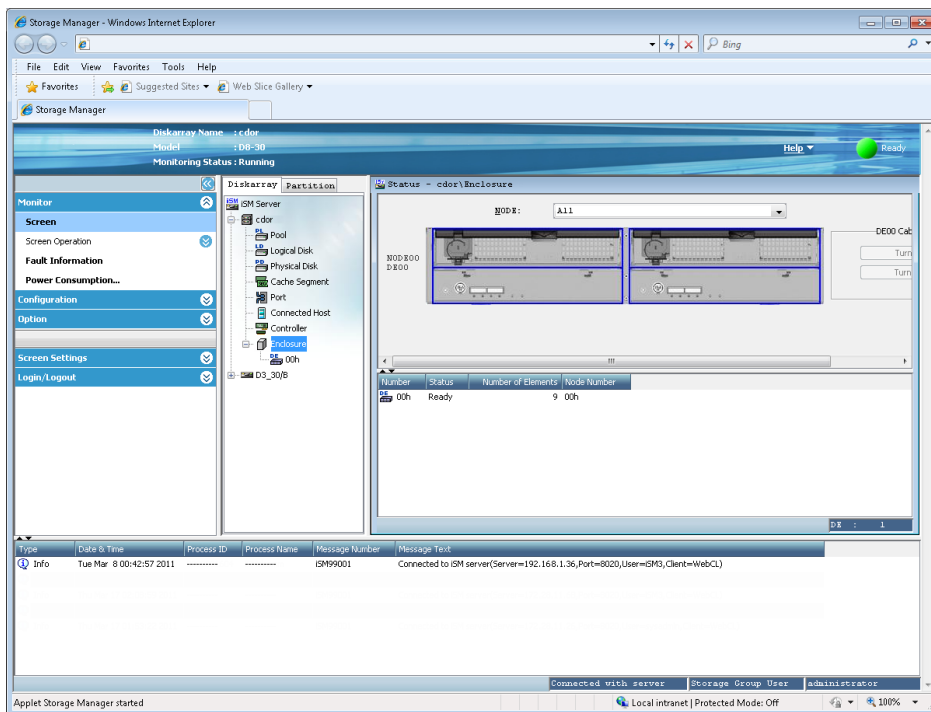 Storage Manager - Windows Internet Explorer
Bing
File Edit View Favorites Tools Help
Favorites Suggested Sites Web Slice Gallery
Storage Manager
Diskarray Name : cdor
Model : D8-30
Monitoring Status : Running
Help
Ready
Monitor
Screen
Screen Operation
Fault Information
Power Consumption...
Configuration
Option
Screen Settings
Login/Logout
Diskarray Partition
iSM Server
cdor
PL Pool
LD Logical Disk
PD Physical Disk
Cache Segment
Port
Connected Host
Controller
Enclosure
DE 00h
D3_30/B
Status - cdor\Enclosure
NODE: All
NODE00
DE00
DE00 Cab
Turn
Turn
Number Status Number of Elements Node Number
DE 00h Ready 9 00h
DE : 1
Type Date & Time Process ID Process Name Message Number Message Text
Info Tue Mar 8 00:42:57 2011 ---------- ---------- iSM99001 Connected to iSM server(Server=192.168.1.36,Port=8020,User=iSM3,Client=WebCL)
Connected with server Storage Group User administrator
Applet Storage Manager started
Local intranet | Protected Mode: Off
100%